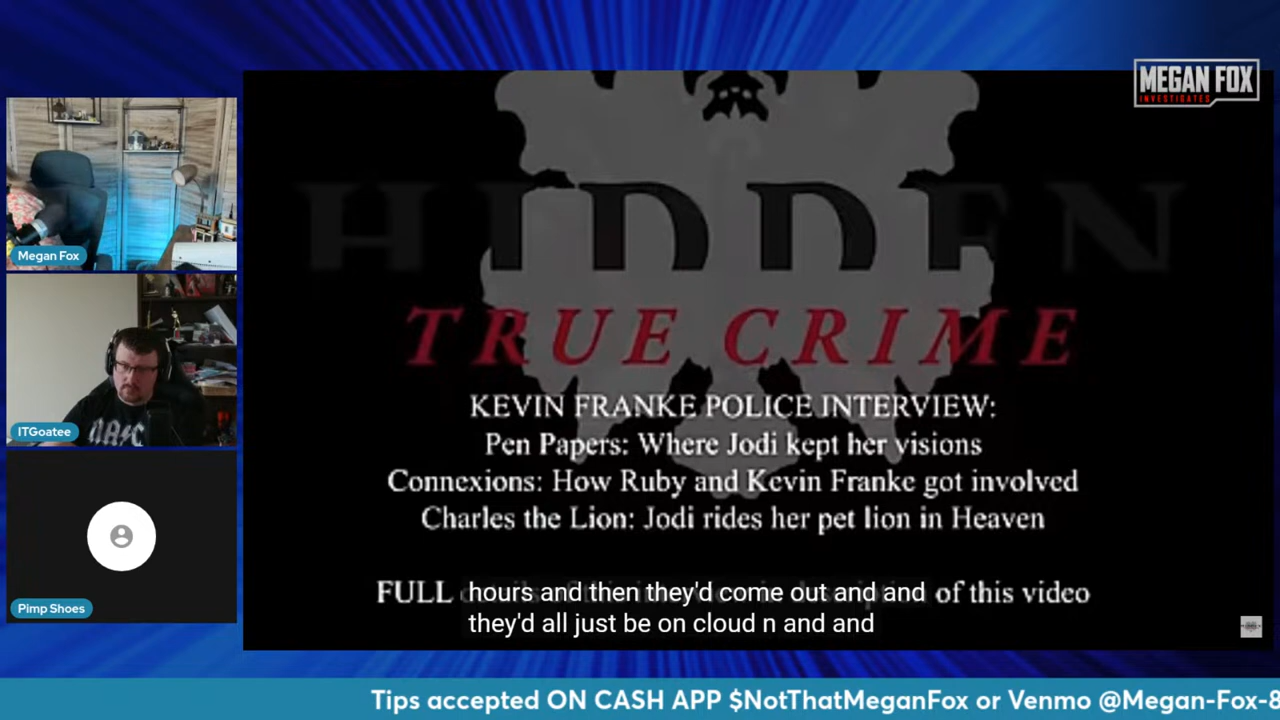 MEGAN FOX
INVESTIGATES
HIDDEN
TRUE CRIME
KEVIN FRANKE POLICE INTERVIEW:
Pen Papers: Where Jodi kept her visions
Connexions: How Ruby and Kevin Franke got involved
Charles the Lion: Jodi rides her pet lion in Heaven
FULL of this video
hours and then they'd come out and and
they'd all just be on cloud n and and
Megan Fox
ITGoatee
Pimp Shoes
Tips accepted ON CASH APP $NotThatMeganFox or Venmo @Megan-Fox-8